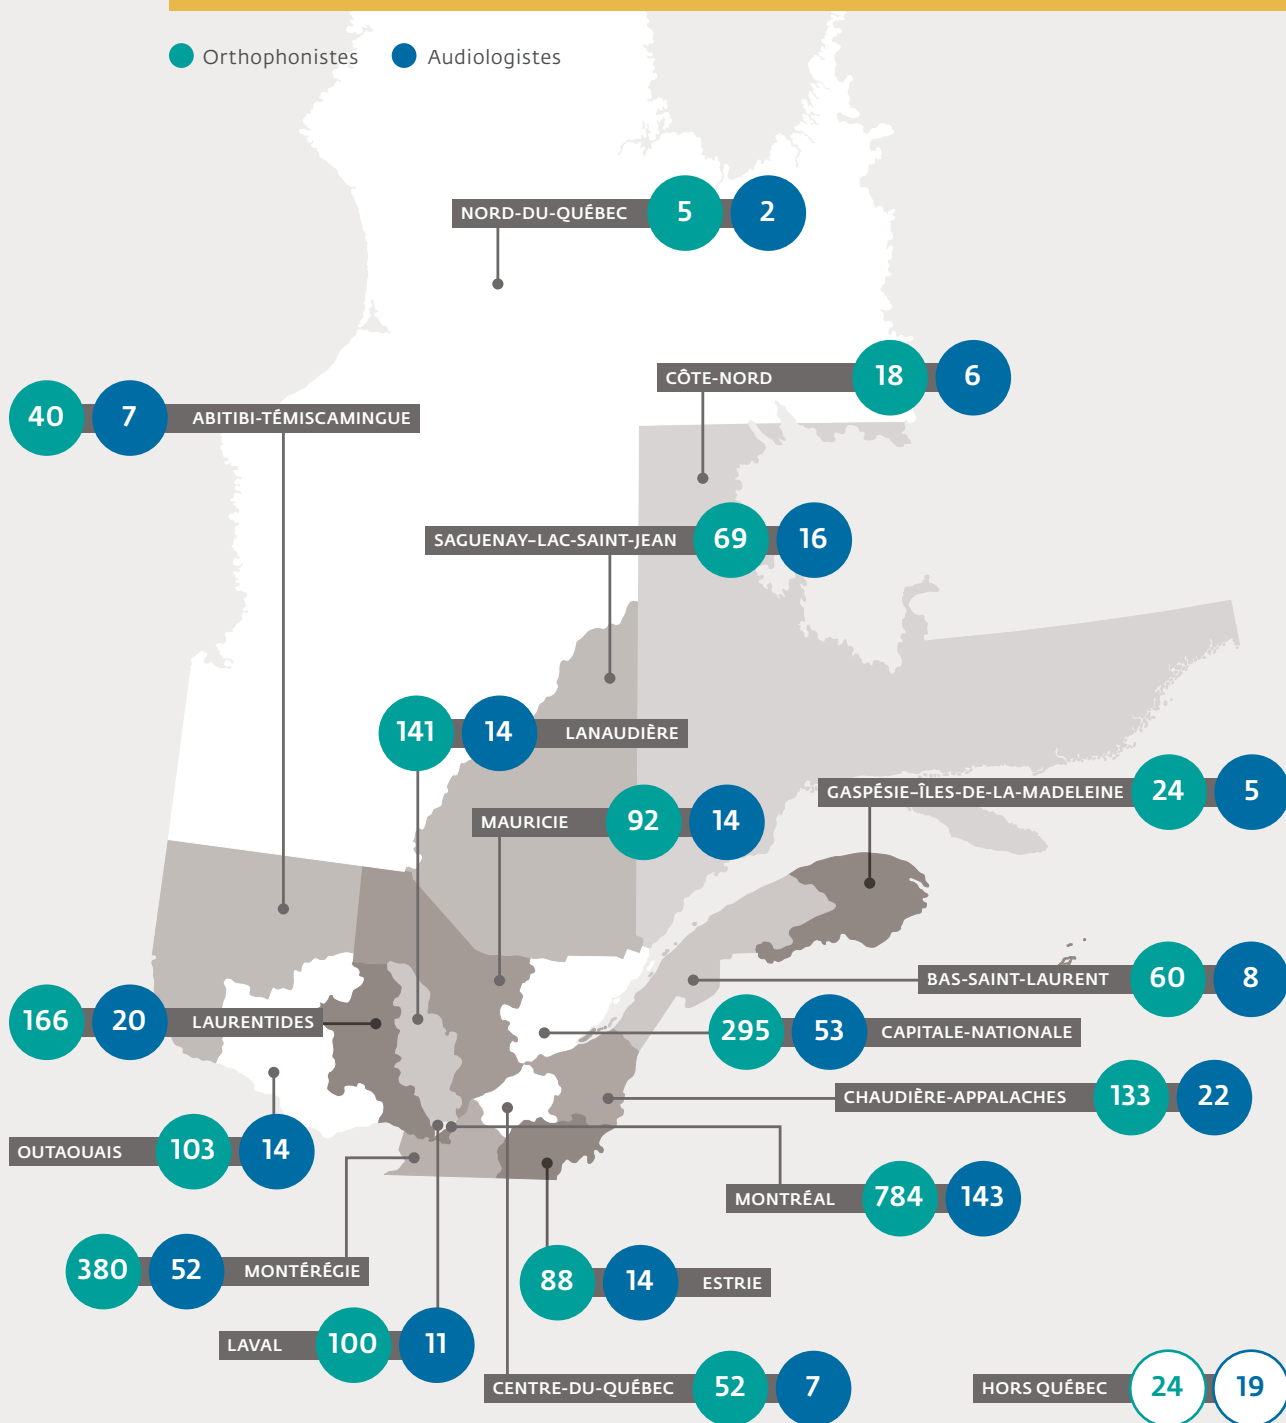 Orthophonistes Audiologistes
NORD-DU-QUÉBEC 5 2
CÔTE-NORD 18 6
40 7 ABITIBI-TÉMISCAMINGUE
SAGUENAY–LAC-SAINT-JEAN 69 16
141 14 LANAUDIÈRE
GASPÉSIE–ÎLES-DE-LA-MADELEINE 24 5
MAURICIE 92 14
BAS-SAINT-LAURENT 60 8
166 20 LAURENTIDES
295 53 CAPITALE-NATIONALE
CHAUDIÈRE-APPALACHES 133 22
OUTAOUAIS 103 14
MONTRÉAL 784 143
380 52 MONTÉRÉGIE
88 14 ESTRIE
LAVAL 100 11
CENTRE-DU-QUÉBEC 52 7
HORS QUÉBEC 24 19